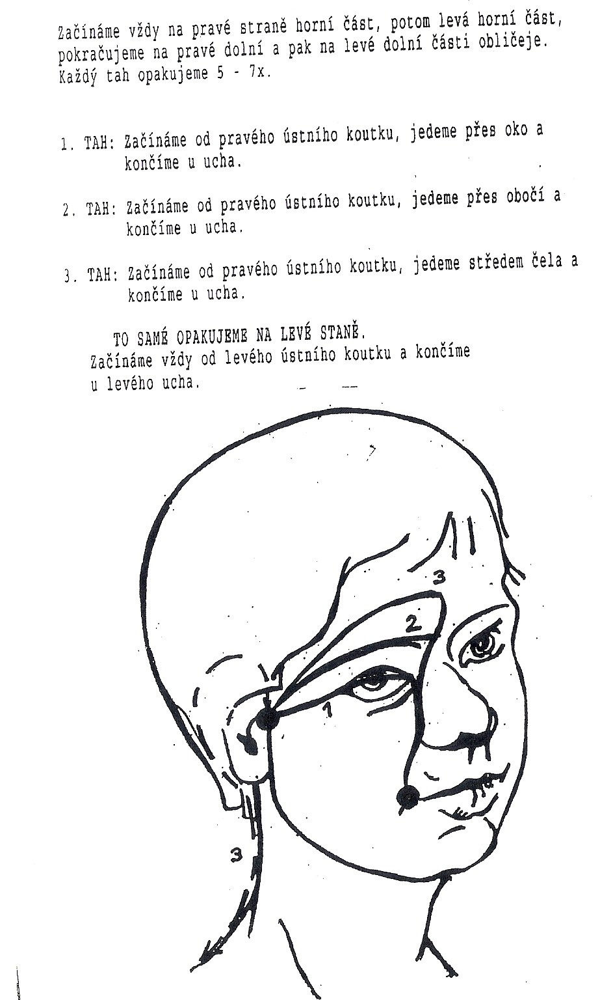 Začínáme vždy na pravé straně horní část, potom levá horní část,
pokračujeme na pravé dolní a pak na levé dolní části obličeje.
Každý tah opakujeme 5 - 7x.
1. TAH: Začínáme od pravého ústního koutku, jedeme přes oko a
končíme u ucha.
2. TAH: Začínáme od pravého ústního koutku, jedeme přes obočí a
končíme u ucha.
3. TAH: Začínáme od pravého ústního koutku, jedeme středem čela a
končíme u ucha.
TO SAMÉ OPAKUJEME NA LEVÉ STANĚ.
Začínáme vždy od levého ústního koutku a končíme
u levého ucha.
3
2
1
3